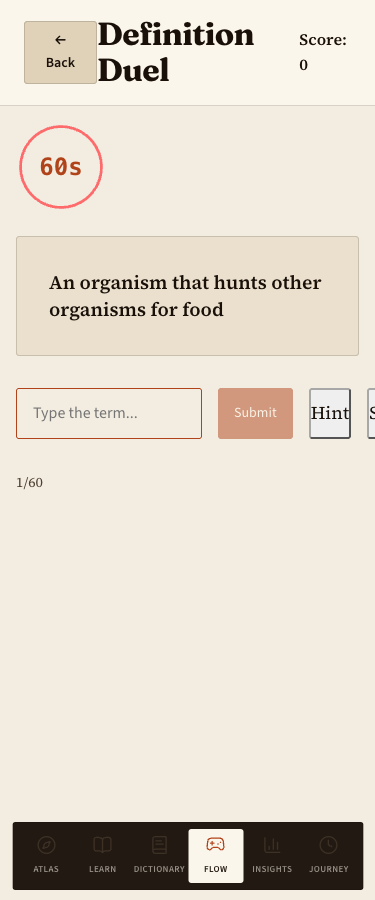 ← Back
Definition
Duel
Score:
0
60s
An organism that hunts other
organisms for food
Type the term...
Submit
Hint
1/60
ATLAS
LEARN
DICTIONARY
FLOW
INSIGHTS
JOURNEY